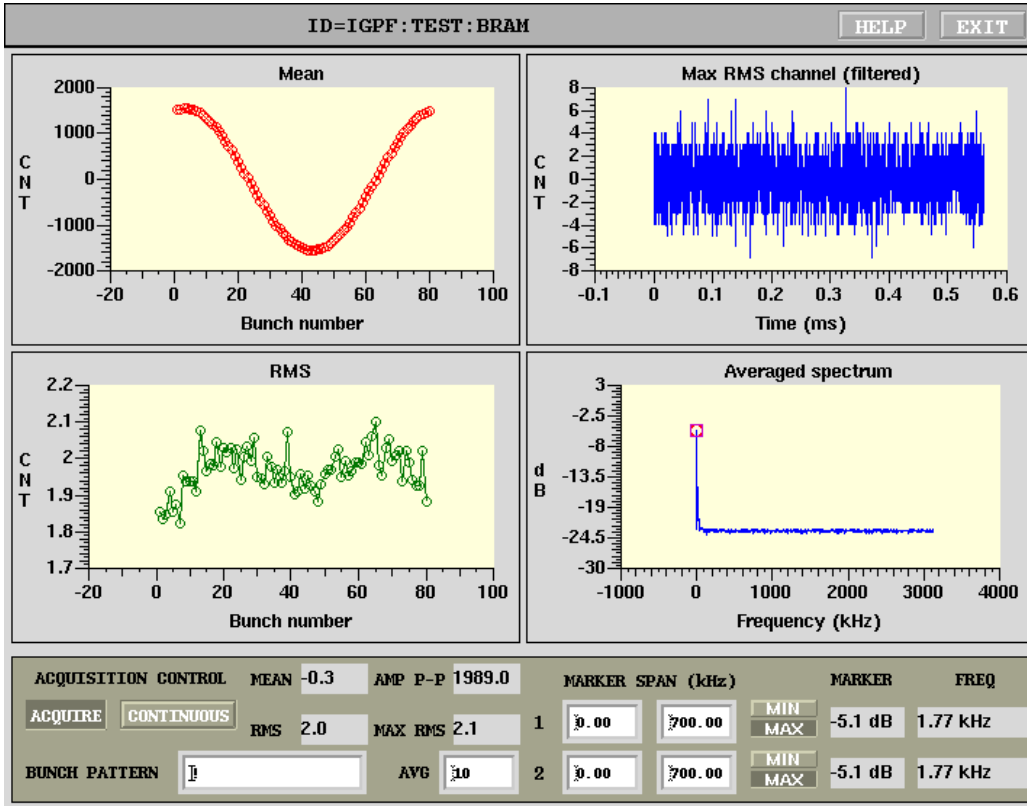 ID=IGPF:TEST:BRAM
HELP
EXIT
Mean
2000
1000
0
-1000
-2000
CNT
-20 0 20 40 60 80 100
Bunch number
Max RMS channel (filtered)
8
6
4
2
0
-2
-4
-6
-8
CNT
-0.1 0 0.1 0.2 0.3 0.4 0.5 0.6
Time (ms)
RMS
2.2
2.1
2
1.9
1.8
1.7
CNT
-20 0 20 40 60 80 100
Bunch number
Averaged spectrum
3
-2.5
-8
-13.5
-19
-24.5
-30
dB
-1000 0 1000 2000 3000 4000
Frequency (kHz)
ACQUISITION CONTROL
MEAN -0.3
AMP P-P 1989.0
ACQUIRE
CONTINUOUS
RMS 2.0
MAX RMS 2.1
BUNCH PATTERN !
AVG 10
MARKER SPAN (kHz)
MARKER
FREQ
1 0.00 700.00 MIN MAX -5.1 dB 1.77 kHz
2 0.00 700.00 MIN MAX -5.1 dB 1.77 kHz